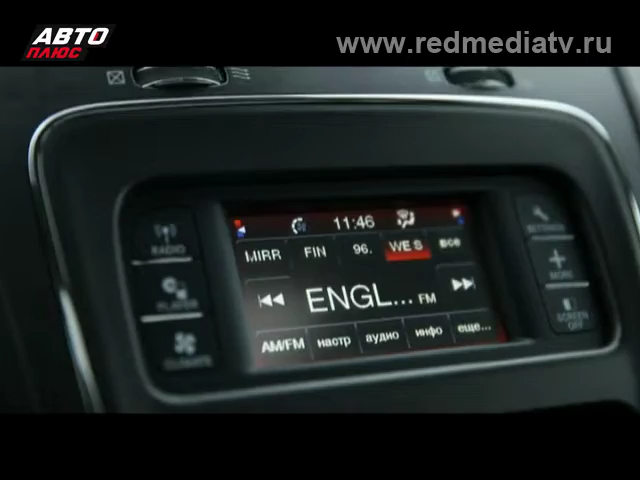 АВТО
ПЛЮС
www.redmediatv.ru
11:46
RADIO
MIRR FIN 96. WE S все
SETTINGS
PLAYER
ENGL... FM
MORE
CLIMATE
AM/FM настр аудио инфо еще...
SCREEN
OFF